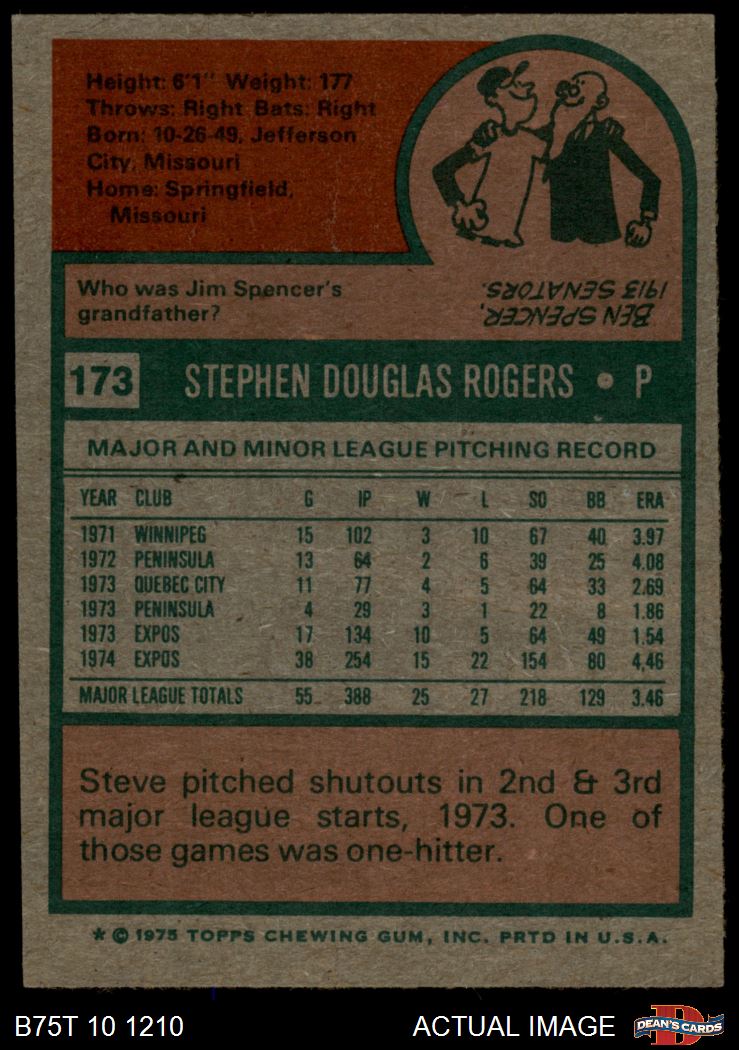 Height: 6'1" Weight: 177
Throws: Right Bats: Right
Born: 10-26-49, Jefferson
City, Missouri
Home: Springfield,
Missouri
Who was Jim Spencer's
grandfather?
BEN SPENCER,
1913 SENATORS.
173 STEPHEN DOUGLAS ROGERS • P
MAJOR AND MINOR LEAGUE PITCHING RECORD
YEAR CLUB G IP W L SO BB ERA
1971 WINNIPEG 15 102 3 10 67 40 3.97
1972 PENINSULA 13 64 2 6 39 25 4.08
1973 QUEBEC CITY 11 77 4 5 64 33 2.69
1973 PENINSULA 4 29 3 1 22 8 1.86
1973 EXPOS 17 134 10 5 64 49 1.54
1974 EXPOS 38 254 15 22 154 80 4.46
MAJOR LEAGUE TOTALS 55 388 25 27 218 129 3.46
Steve pitched shutouts in 2nd & 3rd
major league starts, 1973. One of
those games was one-hitter.
* © 1975 TOPPS CHEWING GUM, INC. PRTD IN U.S.A.
B75T 10 1210 ACTUAL IMAGE DEAN'S CARDS